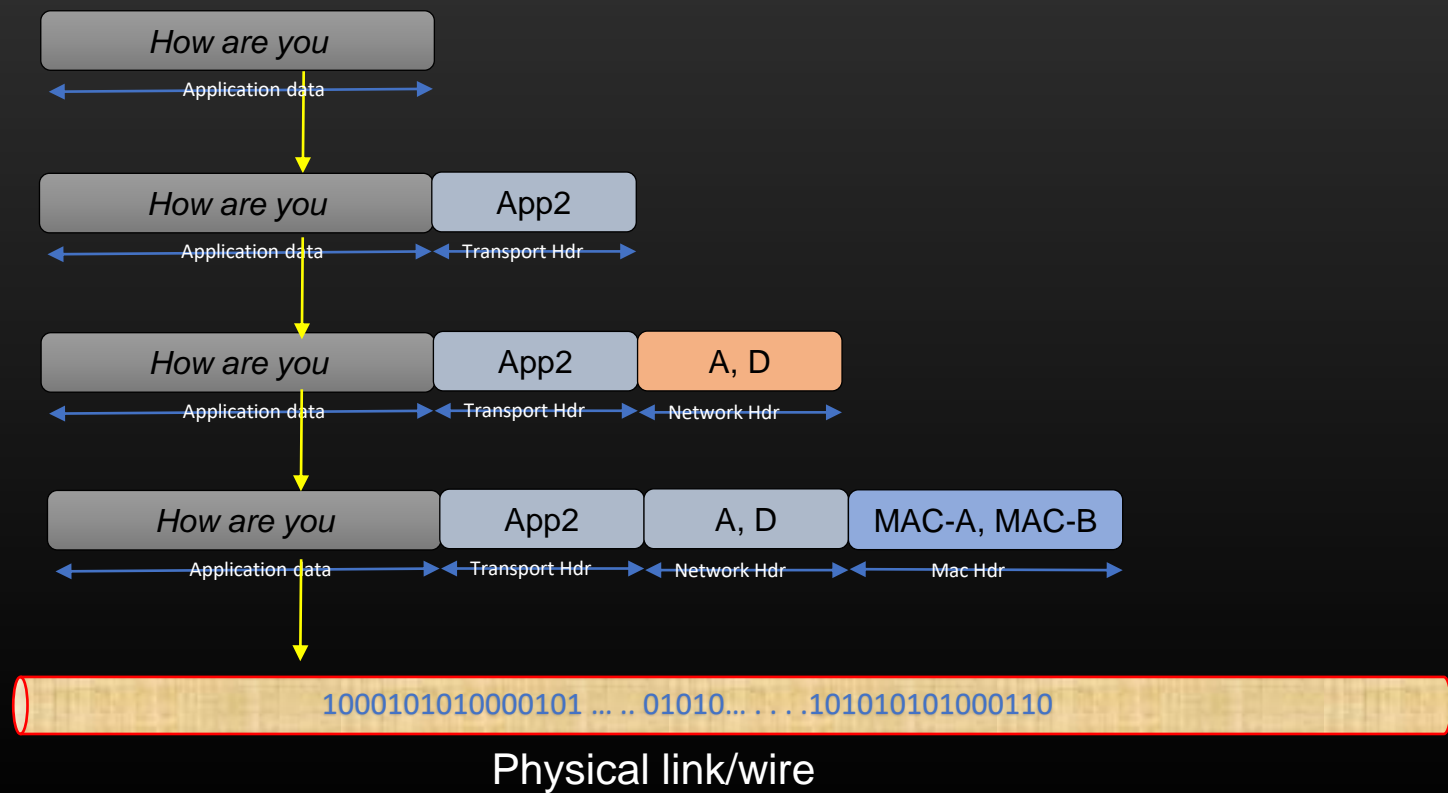 How are you
Application data
How are you App2
Application data Transport Hdr
How are you App2 A, D
Application data Transport Hdr Network Hdr
How are you App2 A, D MAC-A, MAC-B
Application data Transport Hdr Network Hdr Mac Hdr
1000101010000101 ... .. 01010... . . . .101010101000110
Physical link/wire